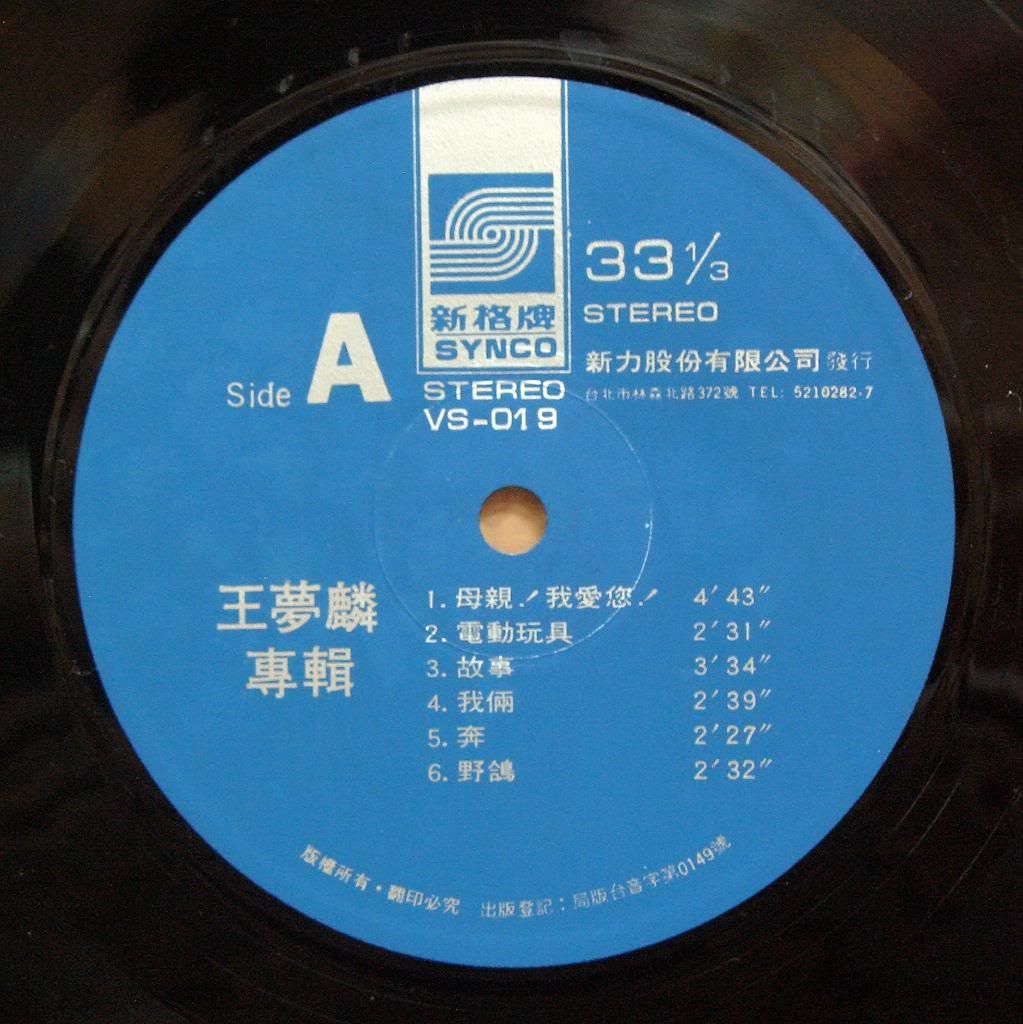 新格牌
SYNCO
STEREO
VS-019
33 1/3
STEREO
新力股份有限公司 發行
台北市林森北路372號 TEL: 5210282-7
Side A
王夢麟
專輯
1. 母親！我愛您！ 4′43″
2. 電動玩具 2′31″
3. 故事 3′34″
4. 我倆 2′39″
5. 奔 2′27″
6. 野鴿 2′32″
版權所有・翻印必究 出版登記：局版台音字第0149號